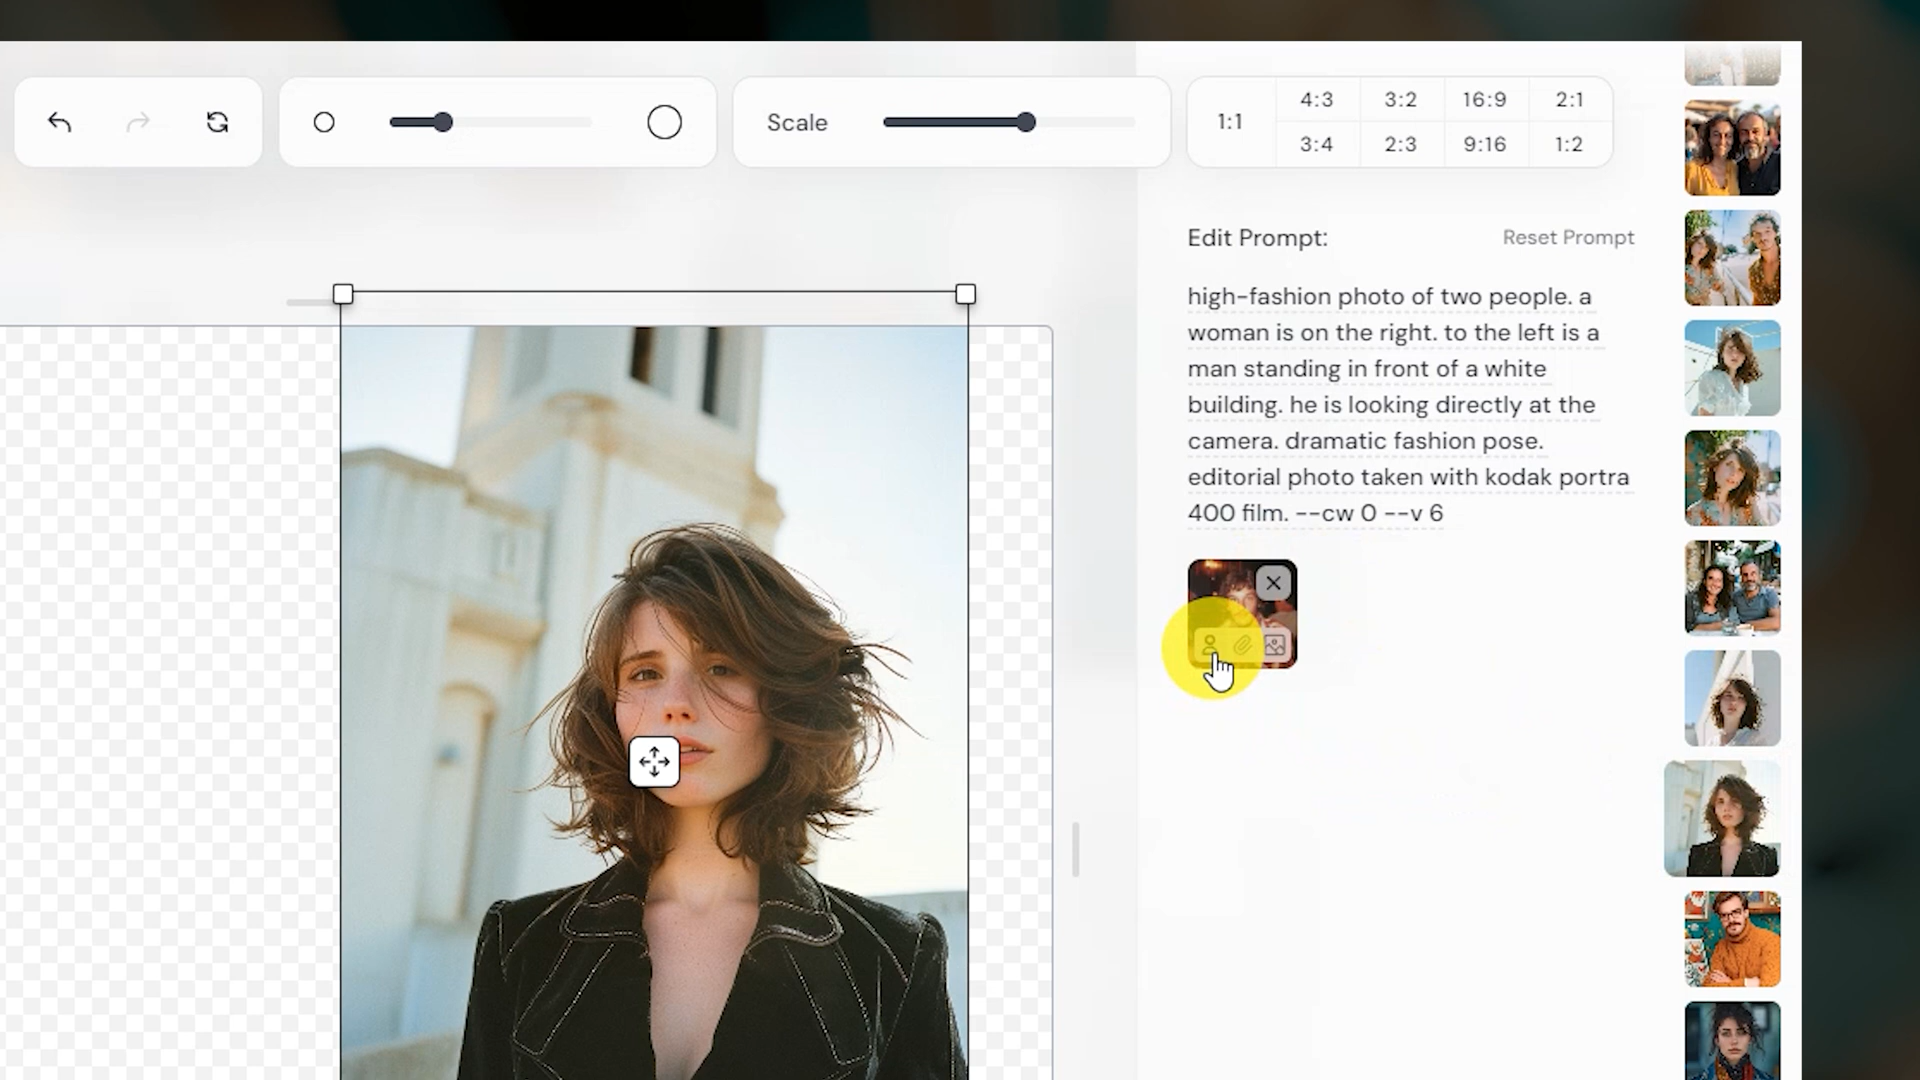 Scale
1:1
4:3
3:2
16:9
2:1
3:4
2:3
9:16
1:2
Edit Prompt:
Reset Prompt
high-fashion photo of two people. a
woman is on the right. to the left is a
man standing in front of a white
building. he is looking directly at the
camera. dramatic fashion pose.
editorial photo taken with kodak portra
400 film. --cw 0 --v 6